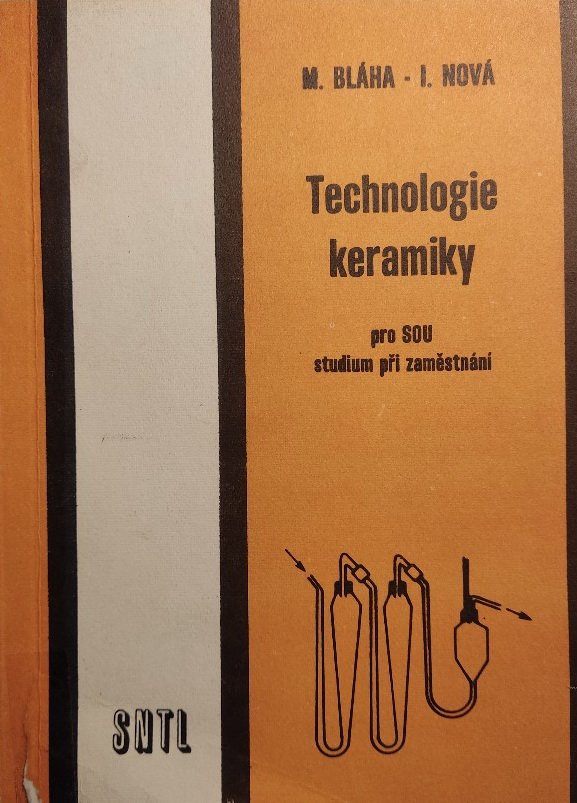 M. BLÁHA - I. NOVÁ
Technologie
keramiky
pro SOU
studium při zaměstnání
SNTL